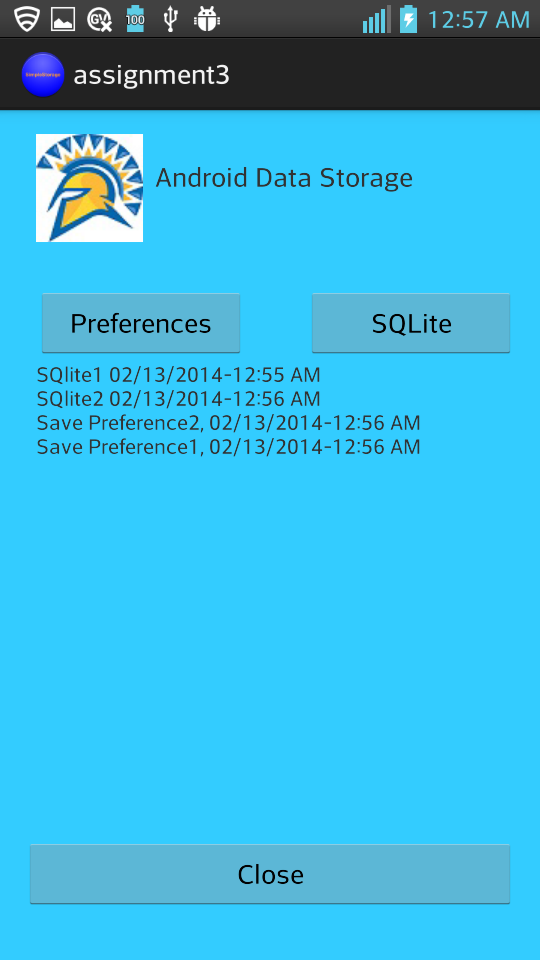 100
12:57 AM
SimpleStorage
assignment3
Android Data Storage
Preferences
SQLite
SQlite1 02/13/2014-12:55 AM
SQlite2 02/13/2014-12:56 AM
Save Preference2, 02/13/2014-12:56 AM
Save Preference1, 02/13/2014-12:56 AM
Close